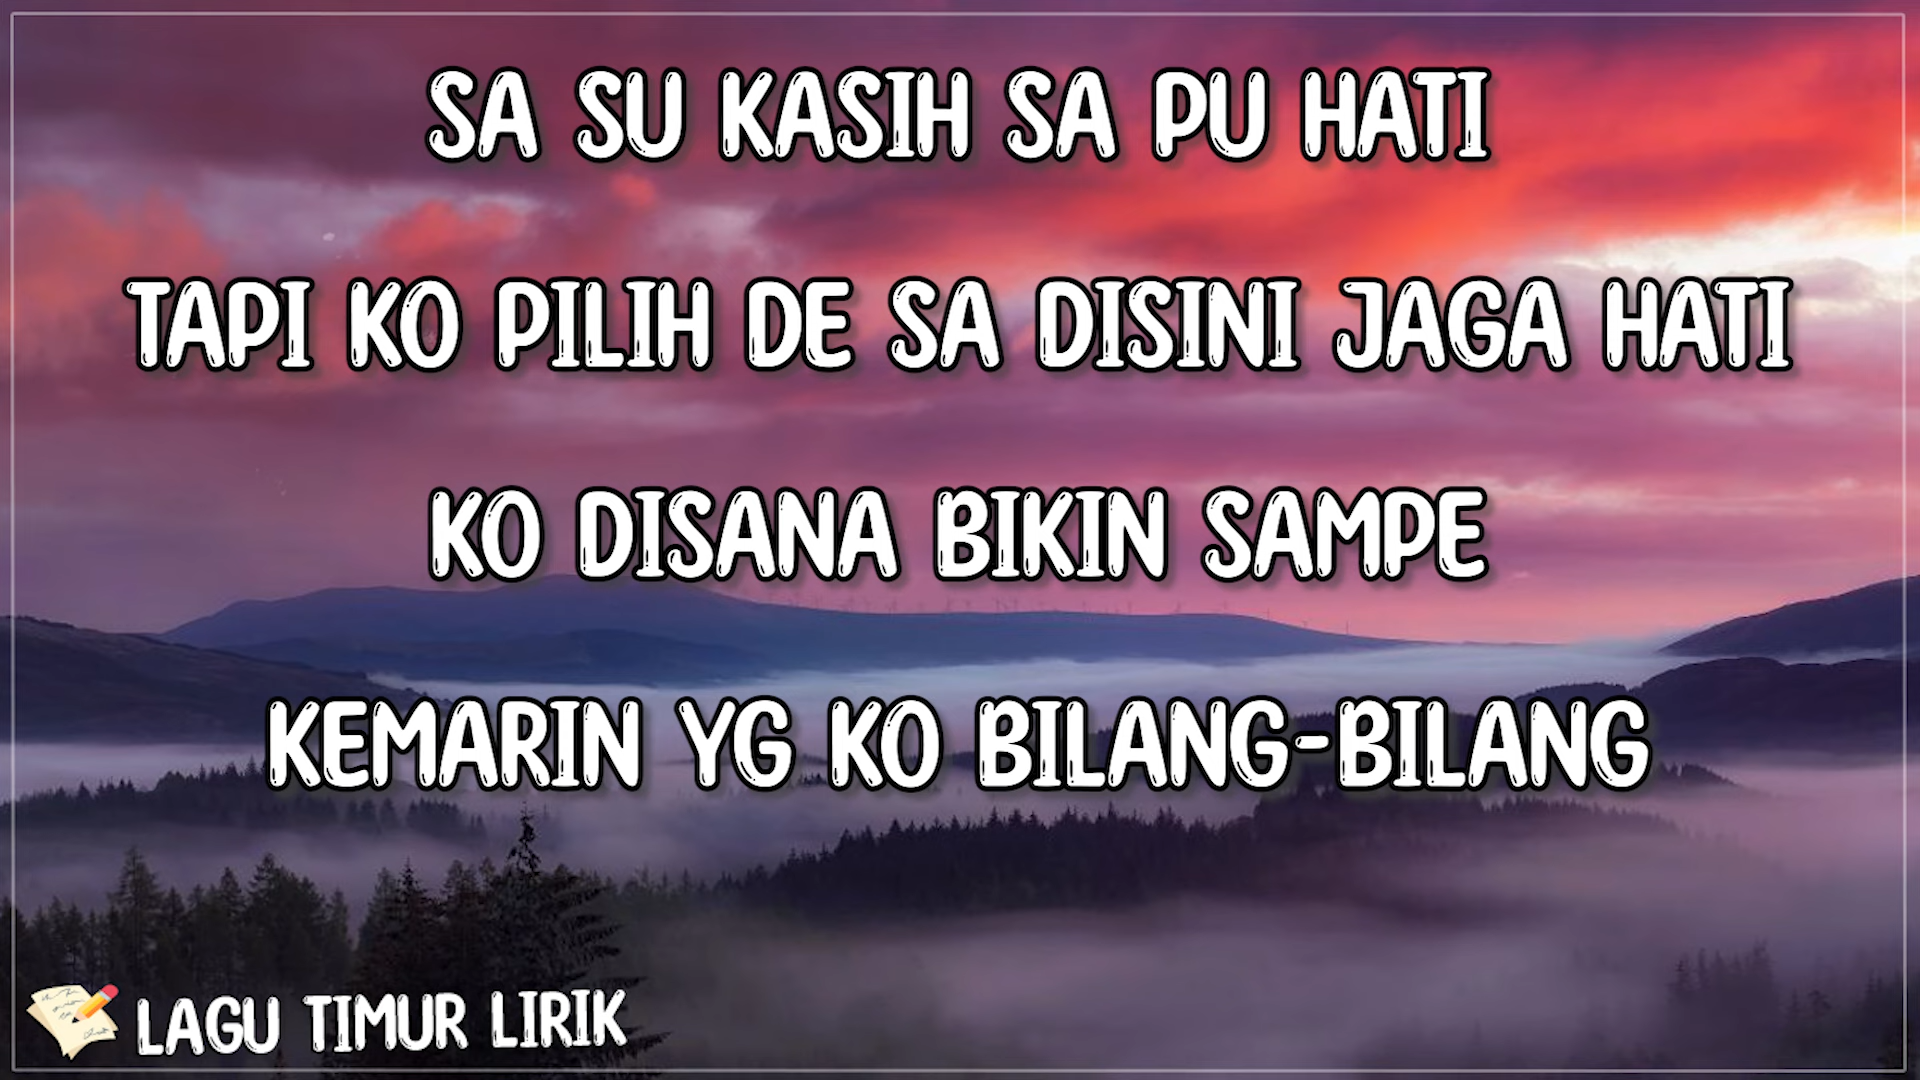 SA SU KASIH SA PU HATI
TAPI KO PILIH DE SA DISINI JAGA HATI
KO DISANA BIKIN SAMPE
KEMARIN YG KO BILANG-BILANG
LAGU TIMUR LIRIK